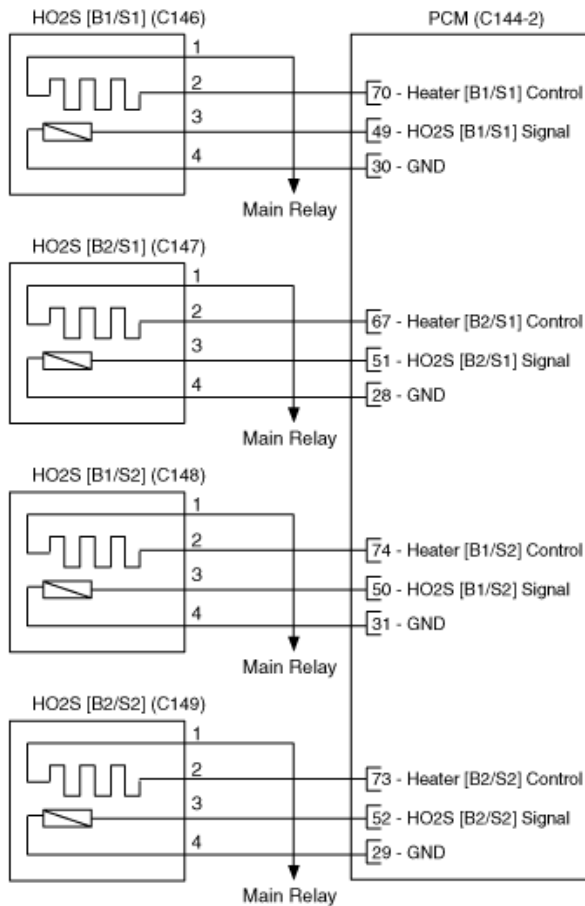 HO2S [B1/S1] (C146)
PCM (C144-2)
1
2
70 - Heater [B1/S1] Control
3
49 - HO2S [B1/S1] Signal
4
30 - GND
Main Relay
HO2S [B2/S1] (C147)
1
2
67 - Heater [B2/S1] Control
3
51 - HO2S [B2/S1] Signal
4
28 - GND
Main Relay
HO2S [B1/S2] (C148)
1
2
74 - Heater [B1/S2] Control
3
50 - HO2S [B1/S2] Signal
4
31 - GND
Main Relay
HO2S [B2/S2] (C149)
1
2
73 - Heater [B2/S2] Control
3
52 - HO2S [B2/S2] Signal
4
29 - GND
Main Relay